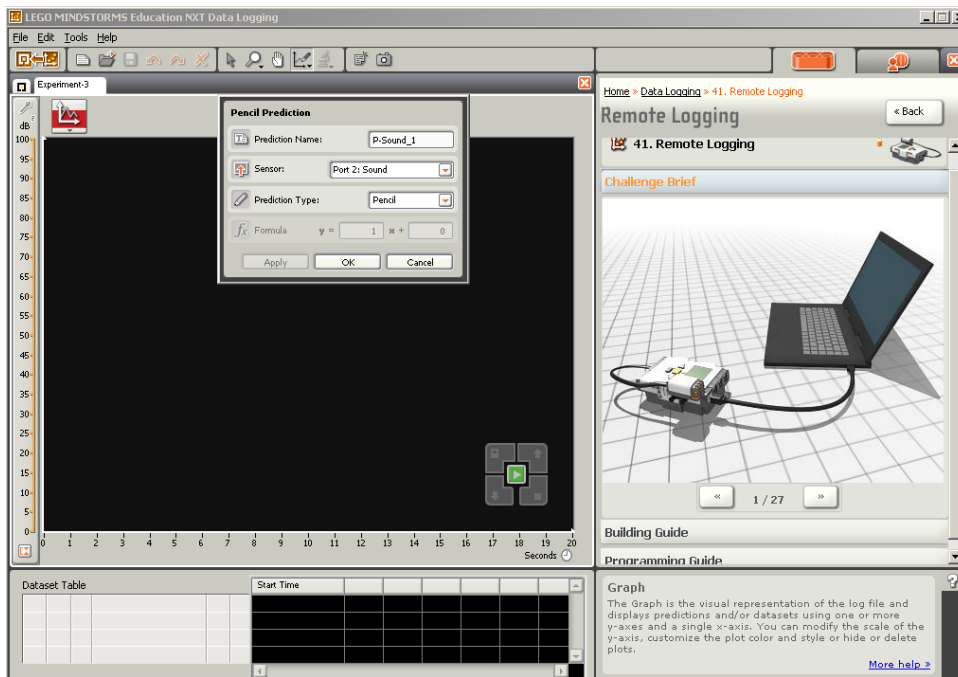 LEGO MINDSTORMS Education NXT Data Logging
File Edit Tools Help
Experiment-3
2
dB
100
95
90
85
80
75
70
65
60
55
50
45
40
35
30
25
20
15
10
5
0
0 1 2 3 4 5 6 7 8 9 10 11 12 13 14 15 16 17 18 19 20
Seconds
Pencil Prediction
Prediction Name: P-Sound_1
Sensor: Port 2: Sound
Prediction Type: Pencil
fx Formula y = 1 x + 0
Apply OK Cancel
Dataset Table
Start Time
Home » Data Logging » 41. Remote Logging
Remote Logging
« Back
41. Remote Logging
Challenge Brief
« 1 / 27 »
Building Guide
Programming Guide
Graph
The Graph is the visual representation of the log file and
displays predictions and/or datasets using one or more
y-axes and a single x-axis. You can modify the scale of the
y-axis, customize the plot color and style or hide or delete
plots.
More help »
?